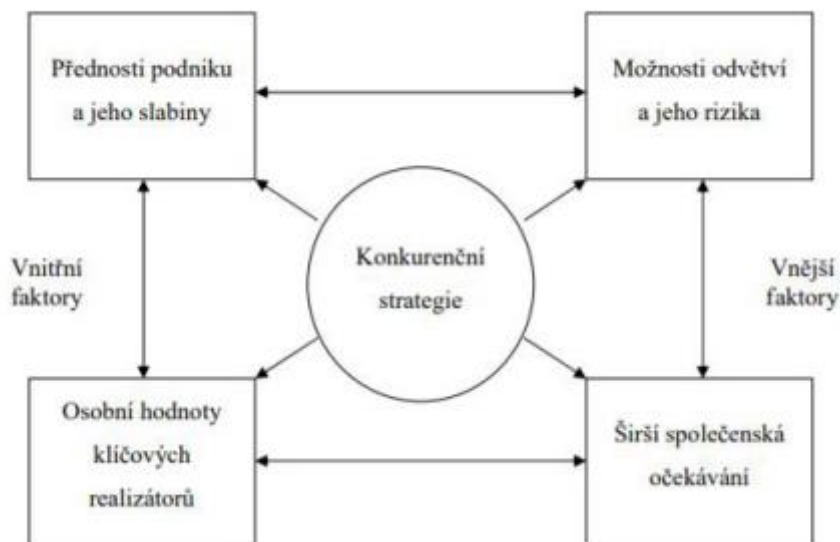 Přednosti podniku
a jeho slabiny
Možnosti odvětví
a jeho rizika
Konkurenční
strategie
Vnitřní
faktory
Vnější
faktory
Osobní hodnoty
klíčových
realizátorů
Širší společenská
očekávání